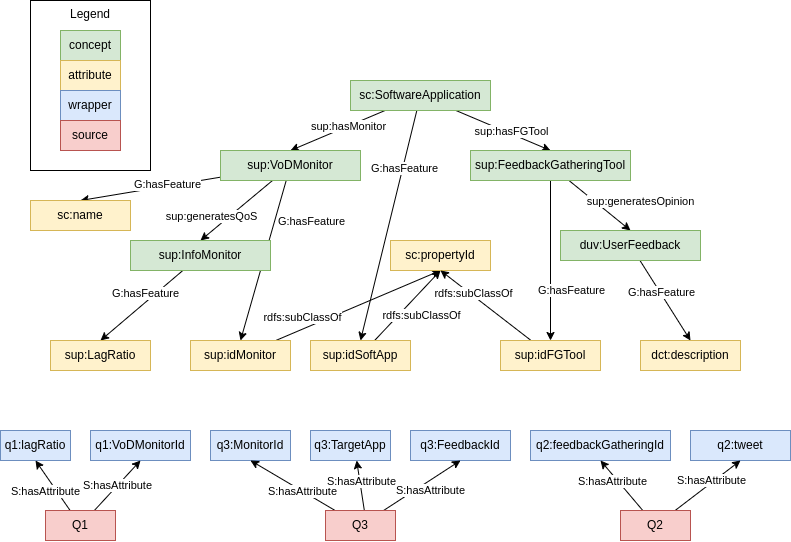 Legend
concept
attribute
wrapper
source
sc:SoftwareApplication
sup:hasMonitor
sup:hasFGTool
sup:VoDMonitor
G:hasFeature
sup:FeedbackGatheringTool
G:hasFeature
sup:generatesOpinion
sc:name
sup:generatesQoS
G:hasFeature
sup:InfoMonitor
sc:propertyId
duv:UserFeedback
G:hasFeature
rdfs:subClassOf
G:hasFeature
G:hasFeature
rdfs:subClassOf
rdfs:subClassOf
sup:LagRatio
sup:idMonitor
sup:idSoftApp
sup:idFGTool
dct:description
q1:lagRatio
q1:VoDMonitorId
q3:MonitorId
q3:TargetApp
q3:FeedbackId
q2:feedbackGatheringId
q2:tweet
S:hasAttribute
S:hasAttribute
S:hasAttribute
S:hasAttribute
S:hasAttribute
S:hasAttribute
S:hasAttribute
Q1
Q3
Q2